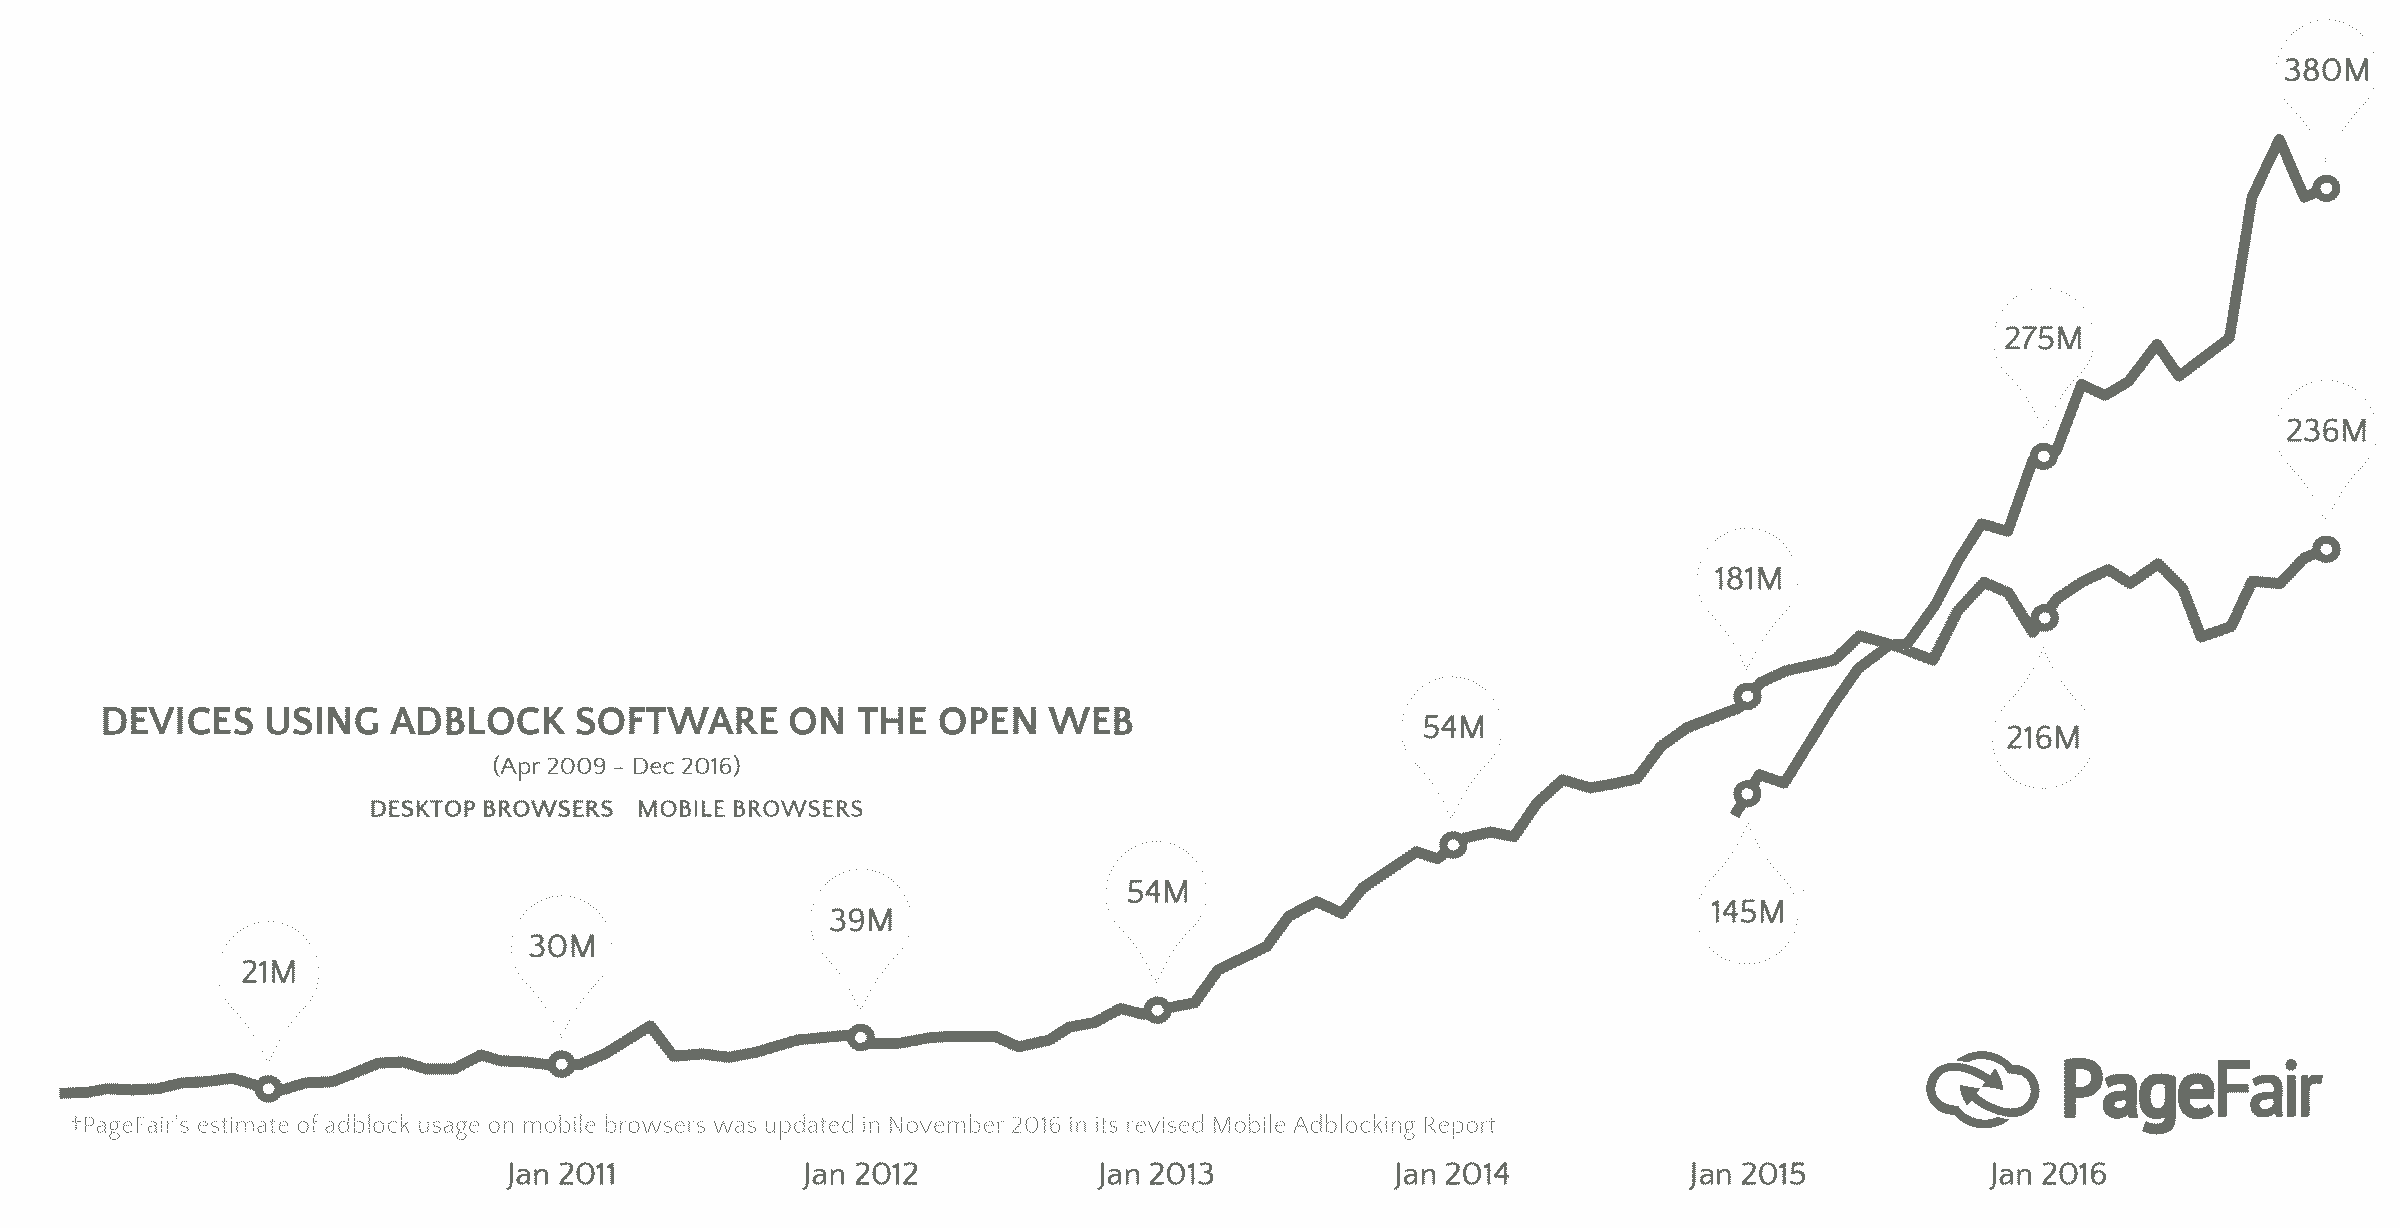 380M
275M
236M
181M
DEVICES USING ADBLOCK SOFTWARE ON THE OPEN WEB
54M
216M
(Apr 2009 - Dec 2016)
DESKTOP BROWSERS MOBILE BROWSERS
54M
145M
39M
30M
21M
PageFair
†PageFair's estimate of adblock usage on mobile browsers was updated in November 2016 in its revised Mobile Adblocking Report
Jan 2011 Jan 2012 Jan 2013 Jan 2014 Jan 2015 Jan 2016